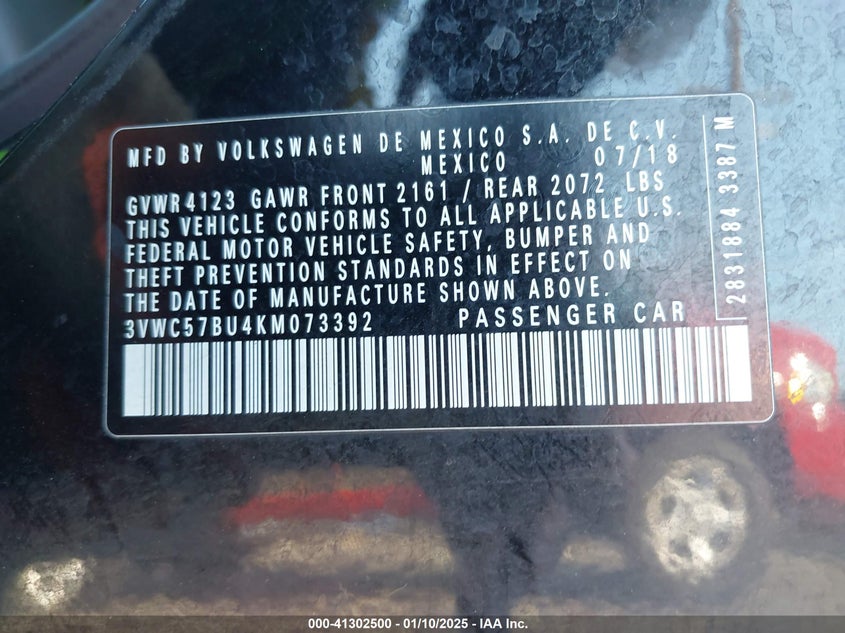 MFD BY VOLKSWAGEN DE MEXICO S.A. DE C.V.
MEXICO 07/18
GVWR 4123 GAWR FRONT 2161 / REAR 2072 LBS
THIS VEHICLE CONFORMS TO ALL APPLICABLE U.S.
FEDERAL MOTOR VEHICLE SAFETY, BUMPER AND
THEFT PREVENTION STANDARDS IN EFFECT ON
THE DATE OF MANUFACTURE SHOWN ABOVE.
3VWC57BU4KM073392 PASSENGER CAR
2831884 3387 M
000-41302500 - 01/10/2025 - IAA Inc.